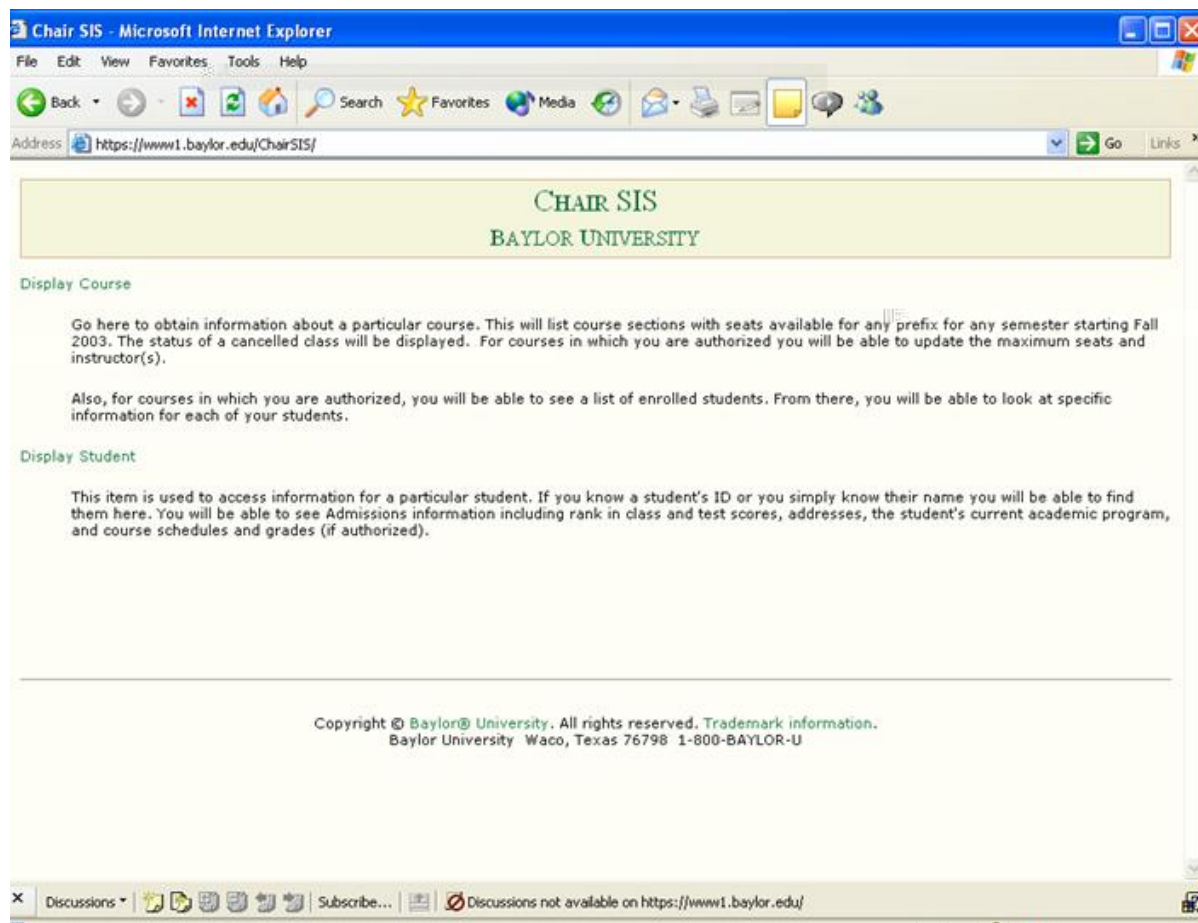 Chair SIS - Microsoft Internet Explorer
File Edit View Favorites Tools Help
Back Search Favorites Media
Address https://www1.baylor.edu/ChairSIS/ Go Links
CHAIR SIS
BAYLOR UNIVERSITY
Display Course
Go here to obtain information about a particular course. This will list course sections with seats available for any prefix for any semester starting Fall
2003. The status of a cancelled class will be displayed. For courses in which you are authorized you will be able to update the maximum seats and
instructor(s).
Also, for courses in which you are authorized, you will be able to see a list of enrolled students. From there, you will be able to look at specific
information for each of your students.
Display Student
This item is used to access information for a particular student. If you know a student's ID or you simply know their name you will be able to find
them here. You will be able to see Admissions information including rank in class and test scores, addresses, the student's current academic program,
and course schedules and grades (if authorized).
Copyright © Baylor® University. All rights reserved. Trademark information.
Baylor University Waco, Texas 76798 1-800-BAYLOR-U
Discussions Subscribe... Discussions not available on https://www1.baylor.edu/